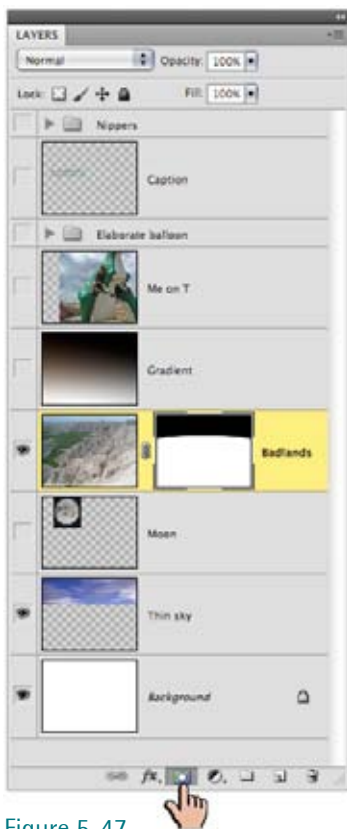 LAYERS
Normal Opacity: 100%
Lock: Fill: 100%
Nippers
Caption
Elaborate balloon
Me on T
Gradient
Badlands
Moon
Thin sky
Background
fx.
Figure 5-47.